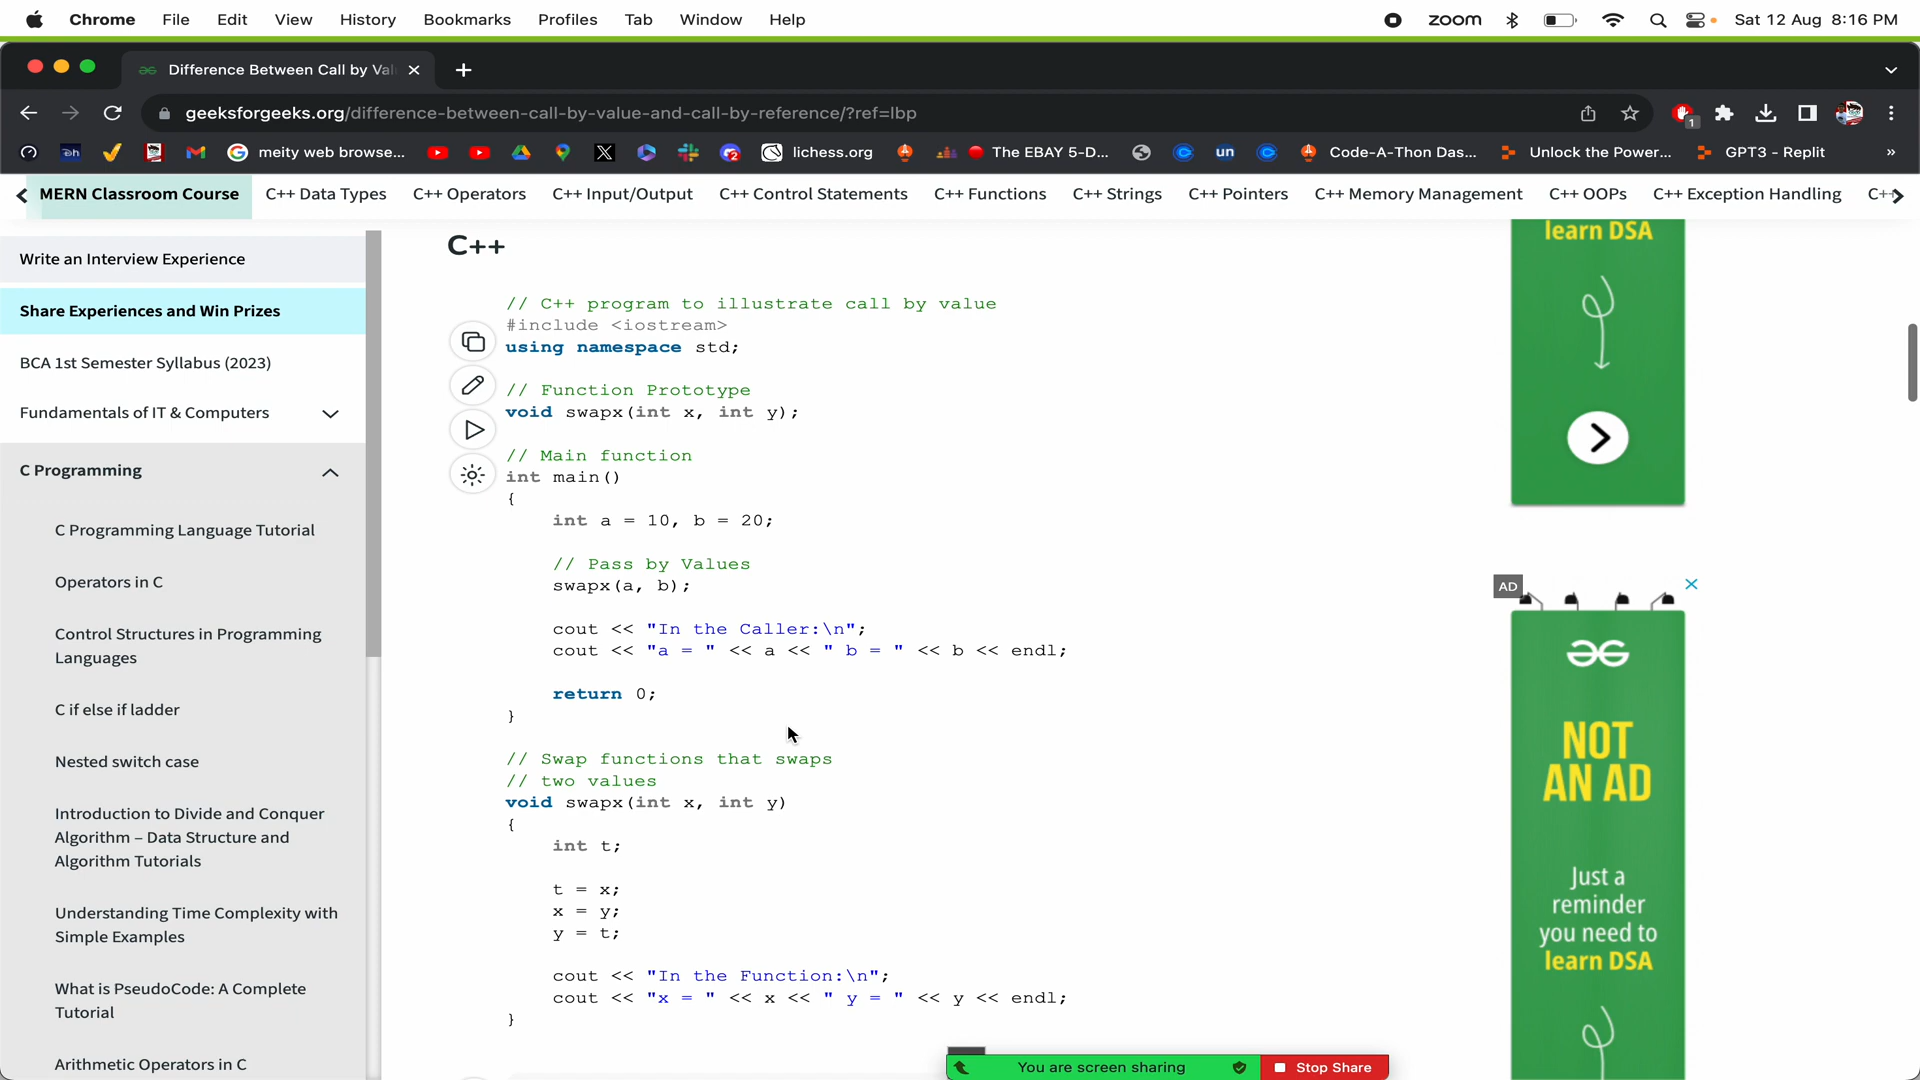 Chrome File Edit View History Bookmarks Profiles Tab Window Help zoom Sat 12 Aug 8:16 PM
Difference Between Call by Val
geeksforgeeks.org/difference-between-call-by-value-and-call-by-reference/?ref=lbp 1
meity web browse... lichess.org The EBAY 5-D... un Code-A-Thon Das... Unlock the Power... GPT3 - Replit »
MERN Classroom Course C++ Data Types C++ Operators C++ Input/Output C++ Control Statements C++ Functions C++ Strings C++ Pointers C++ Memory Management C++ OOPs C++ Exception Handling C++
Write an Interview Experience
Share Experiences and Win Prizes
BCA 1st Semester Syllabus (2023)
Fundamentals of IT & Computers
C Programming
C Programming Language Tutorial
Operators in C
Control Structures in Programming
Languages
C if else if ladder
Nested switch case
Introduction to Divide and Conquer
Algorithm – Data Structure and
Algorithm Tutorials
Understanding Time Complexity with
Simple Examples
What is PseudoCode: A Complete
Tutorial
Arithmetic Operators in C
C++
// C++ program to illustrate call by value
#include <iostream>
using namespace std;
// Function Prototype
void swapx(int x, int y);
// Main function
int main()
{
int a = 10, b = 20;
// Pass by Values
swapx(a, b);
cout << "In the Caller:\n";
cout << "a = " << a << " b = " << b << endl;
return 0;
}
// Swap functions that swaps
// two values
void swapx(int x, int y)
{
int t;
t = x;
x = y;
y = t;
cout << "In the Function:\n";
cout << "x = " << x << " y = " << y << endl;
}
learn DSA
AD
NOT
AN AD
Just a
reminder
you need to
learn DSA
You are screen sharing Stop Share